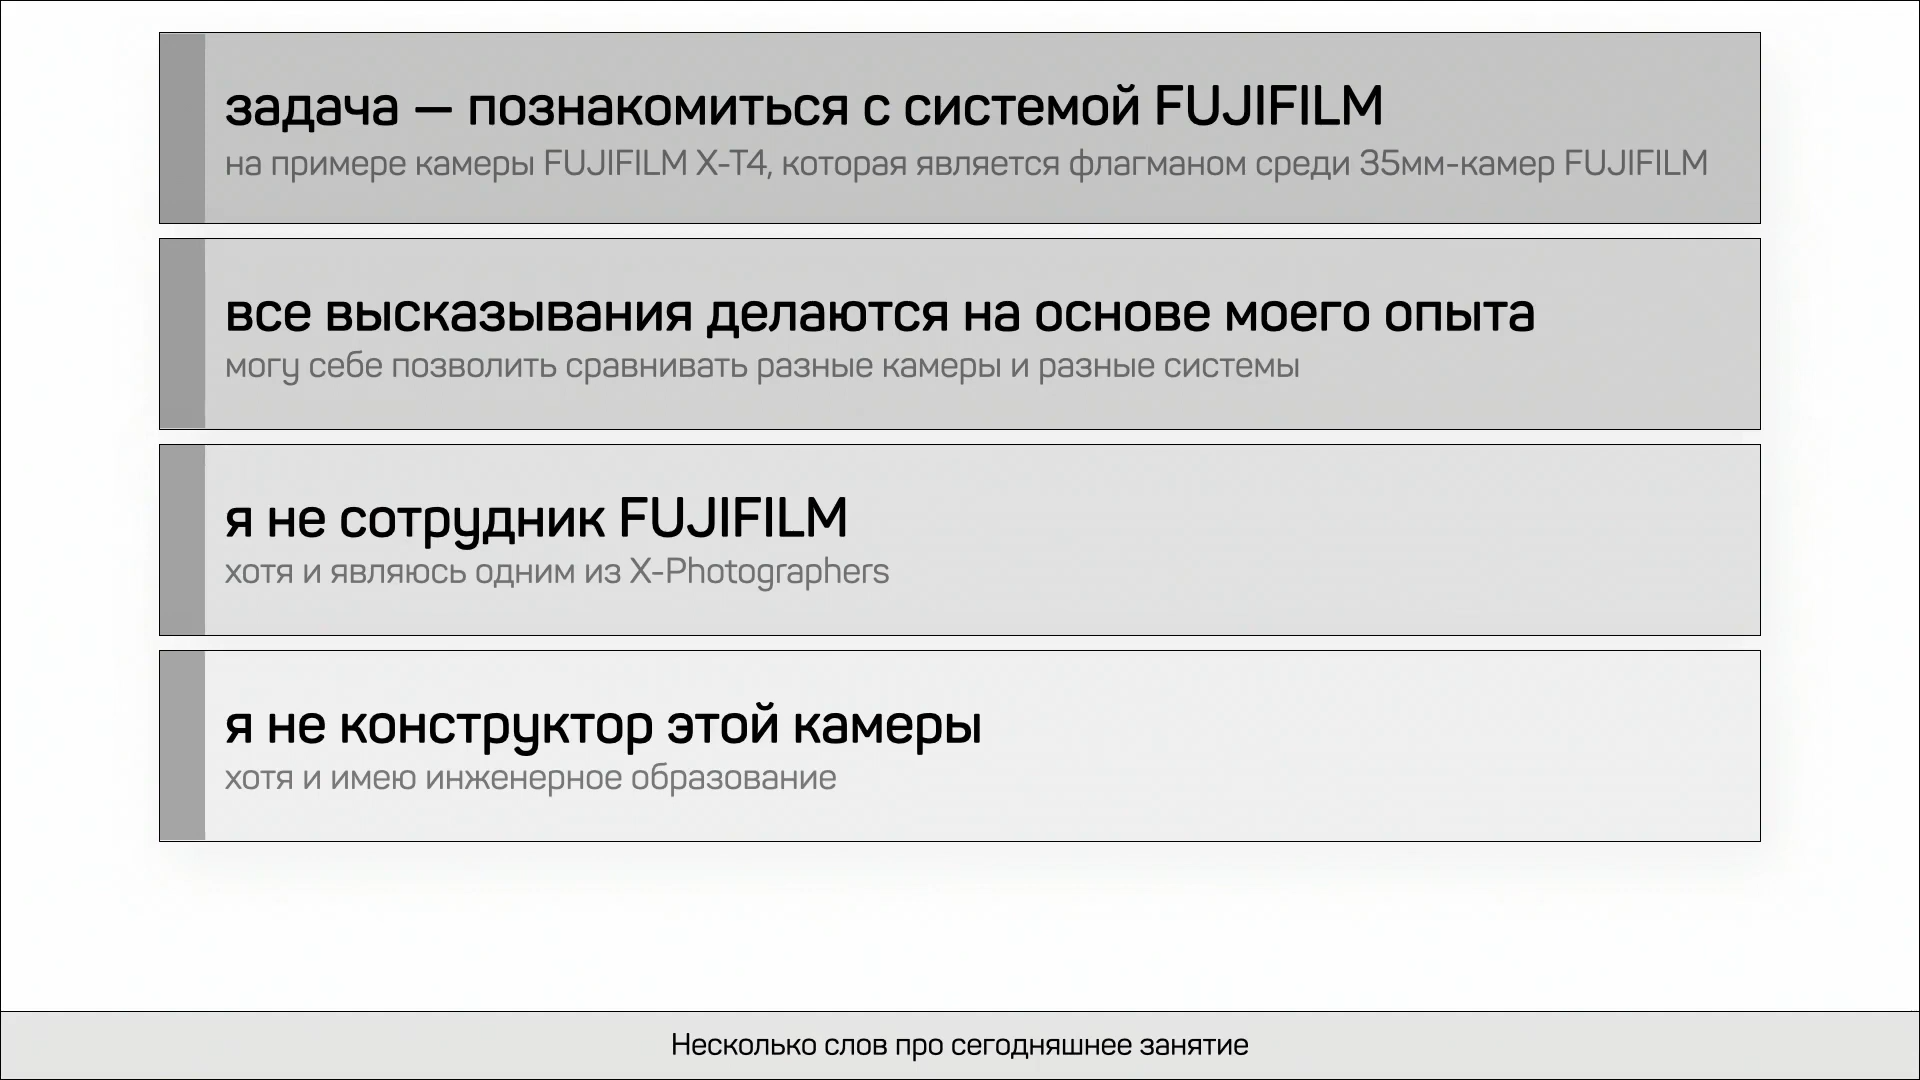 задача — познакомиться с системой FUJIFILM
на примере камеры FUJIFILM X-T4, которая является флагманом среди 35мм-камер FUJIFILM
все высказывания делаются на основе моего опыта
могу себе позволить сравнивать разные камеры и разные системы
я не сотрудник FUJIFILM
хотя и являюсь одним из X-Photographers
я не конструктор этой камеры
хотя и имею инженерное образование
Несколько слов про сегодняшнее занятие